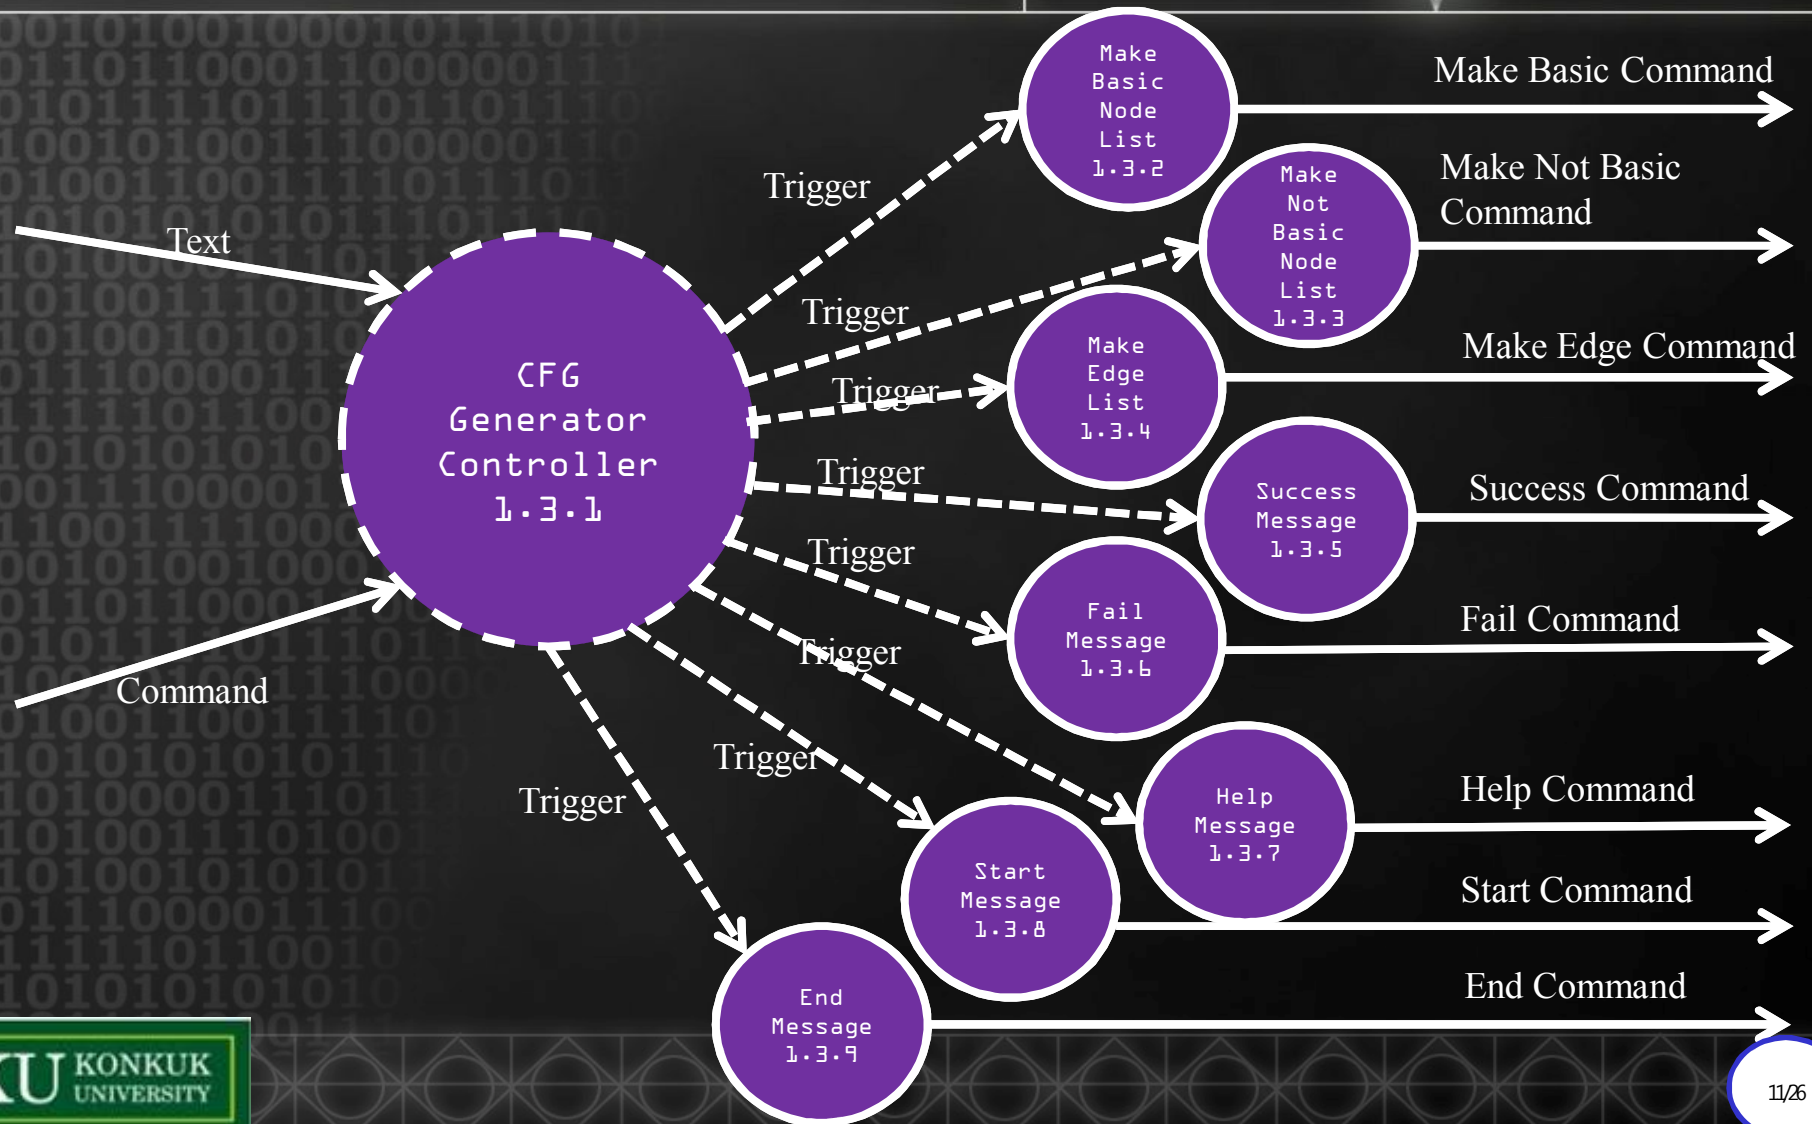 Text
Command
CFG
Generator
Controller
1.3.1
Trigger
Trigger
Trigger
Trigger
Trigger
Trigger
Trigger
Trigger
Make
Basic
Node
List
1.3.2
Make Basic Command
Make
Not
Basic
Node
List
1.3.3
Make Not Basic
Command
Make
Edge
List
1.3.4
Make Edge Command
Success
Message
1.3.5
Success Command
Fail
Message
1.3.6
Fail Command
Help
Message
1.3.7
Help Command
Start
Message
1.3.8
Start Command
End
Message
1.3.9
End Command
KU KONKUK
UNIVERSITY
11/26